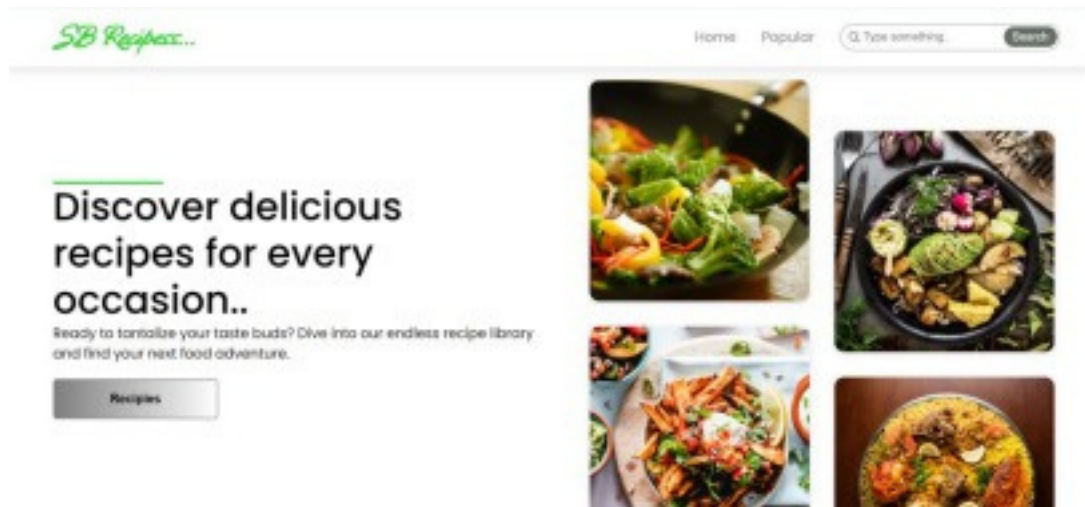 SB Recipess...
Home Popular Type something.. Search
Discover delicious
recipes for every
occasion..
Ready to tantalize your taste buds? Dive into our endless recipe library
and find your next food adventure.
Recipies